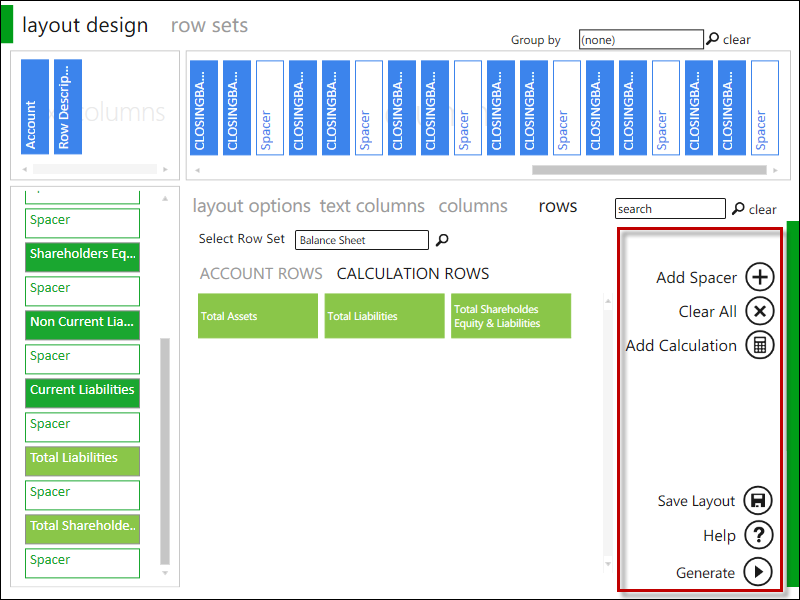 layout design row sets
Group by (none) clear
Account
Row Descrip...
columns
CLOSINGBA...
CLOSINGBA...
Spacer
CLOSINGBA...
CLOSINGBA...
Spacer
CLOSINGBA...
CLOSINGBA...
Spacer
CLOSINGBA...
CLOSINGBA...
Spacer
CLOSINGBA...
CLOSINGBA...
Spacer
CLOSINGBA...
CLOSINGBA...
Spacer
Spacer
Shareholders Eq...
Spacer
Non Current Lia...
Spacer
Current Liabilities
Spacer
Total Liabilities
Spacer
Total Shareholde..
Spacer
layout options text columns columns rows
search clear
Select Row Set Balance Sheet
ACCOUNT ROWS CALCULATION ROWS
Total Assets
Total Liabilities
Total Shareholdes
Equity & Liabilities
Add Spacer
Clear All
Add Calculation
Save Layout
Help
Generate